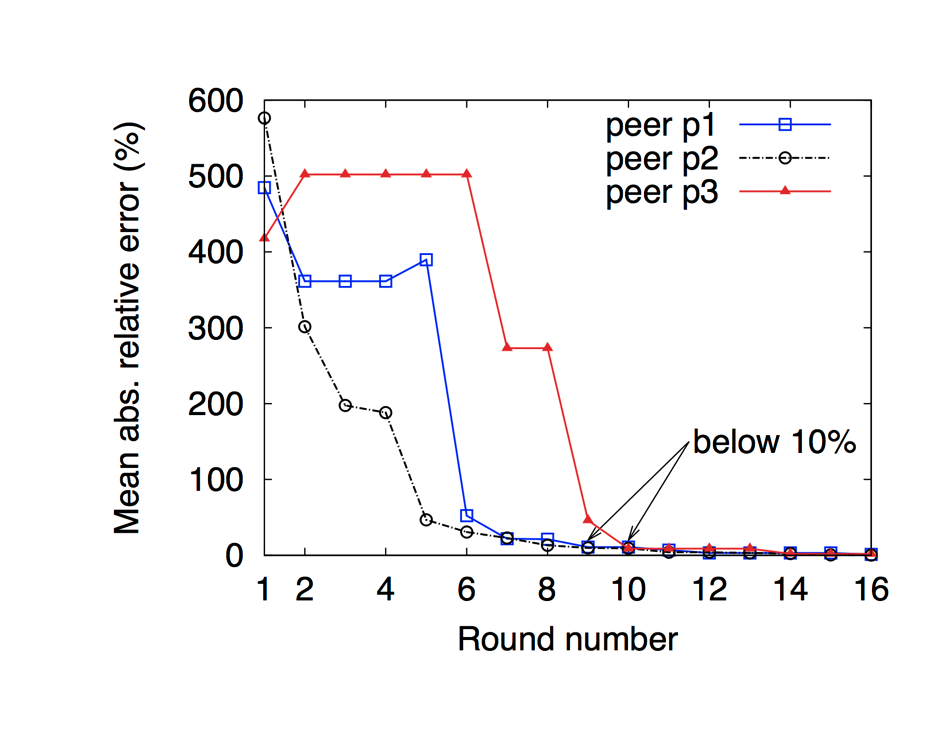 600
500
400
300
200
100
0
Mean abs. relative error (%)
peer p1
peer p2
peer p3
below 10%
1 2 4 6 8 10 12 14 16
Round number